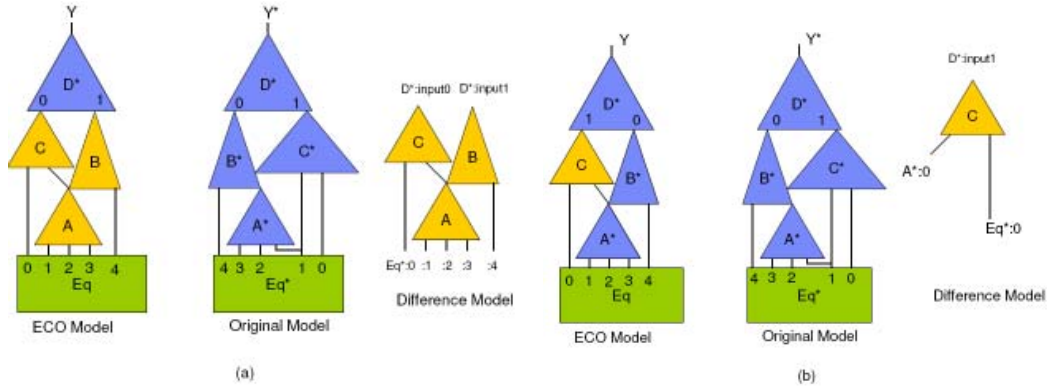 Y
D*
0 1
C
B
A
0 1 2 3 4
Eq
ECO Model
Y*
D*
0 1
B*
C*
A*
4 3 2 1 0
Eq*
Original Model
D*:input0 D*:input1
C
B
A
Eq*:0 :1 :2 :3 :4
Difference Model
(a)
Y
D*
1 0
C
B*
A*
0 1 2 3 4
Eq
ECO Model
Y*
D*
0 1
B*
C*
A*
4 3 2 1 0
Eq*
Original Model
D*:input1
C
A*:0
Eq*:0
Difference Model
(b)